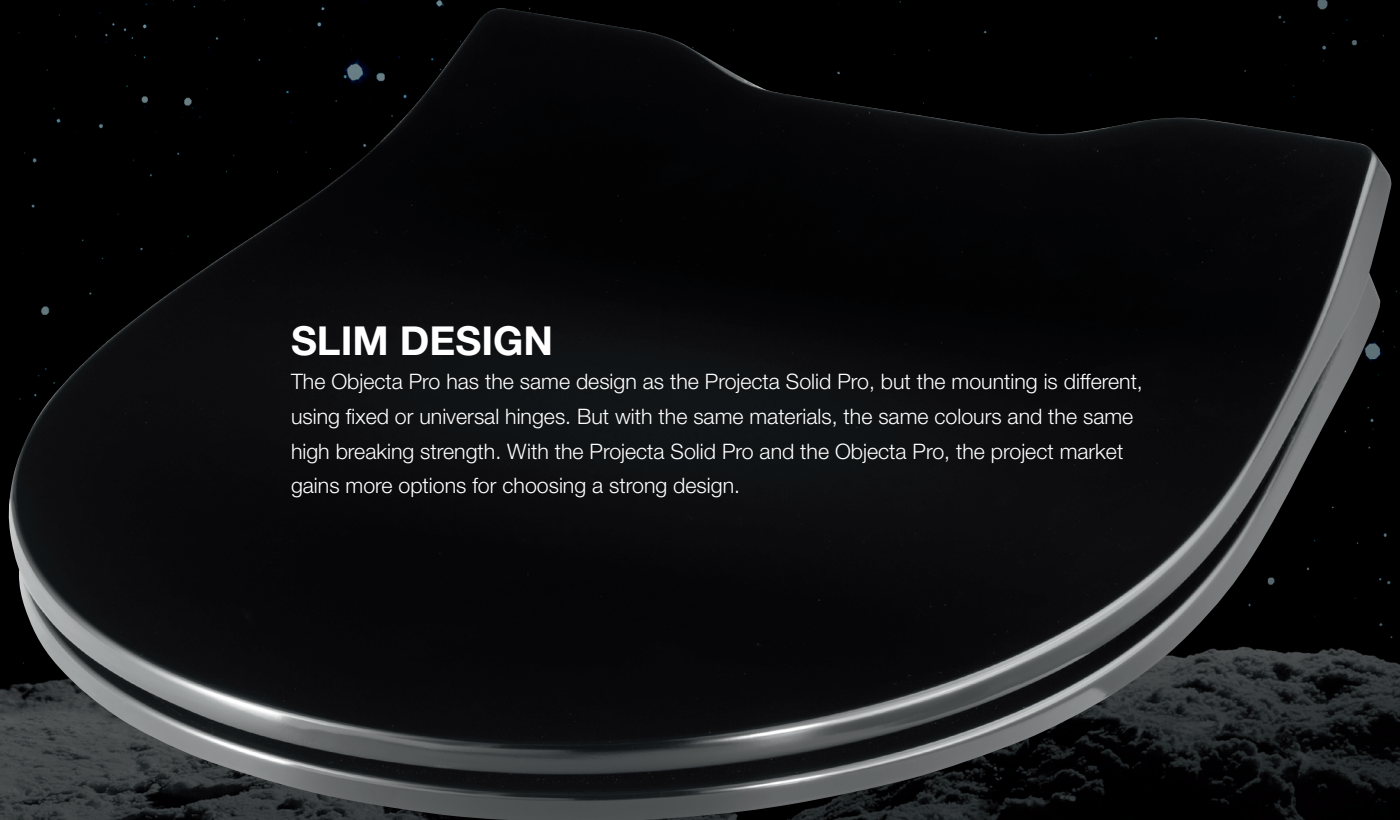 SLIM DESIGN
The Objecta Pro has the same design as the Projecta Solid Pro, but the mounting is different,
using fixed or universal hinges. But with the same materials, the same colours and the same
high breaking strength. With the Projecta Solid Pro and the Objecta Pro, the project market
gains more options for choosing a strong design.